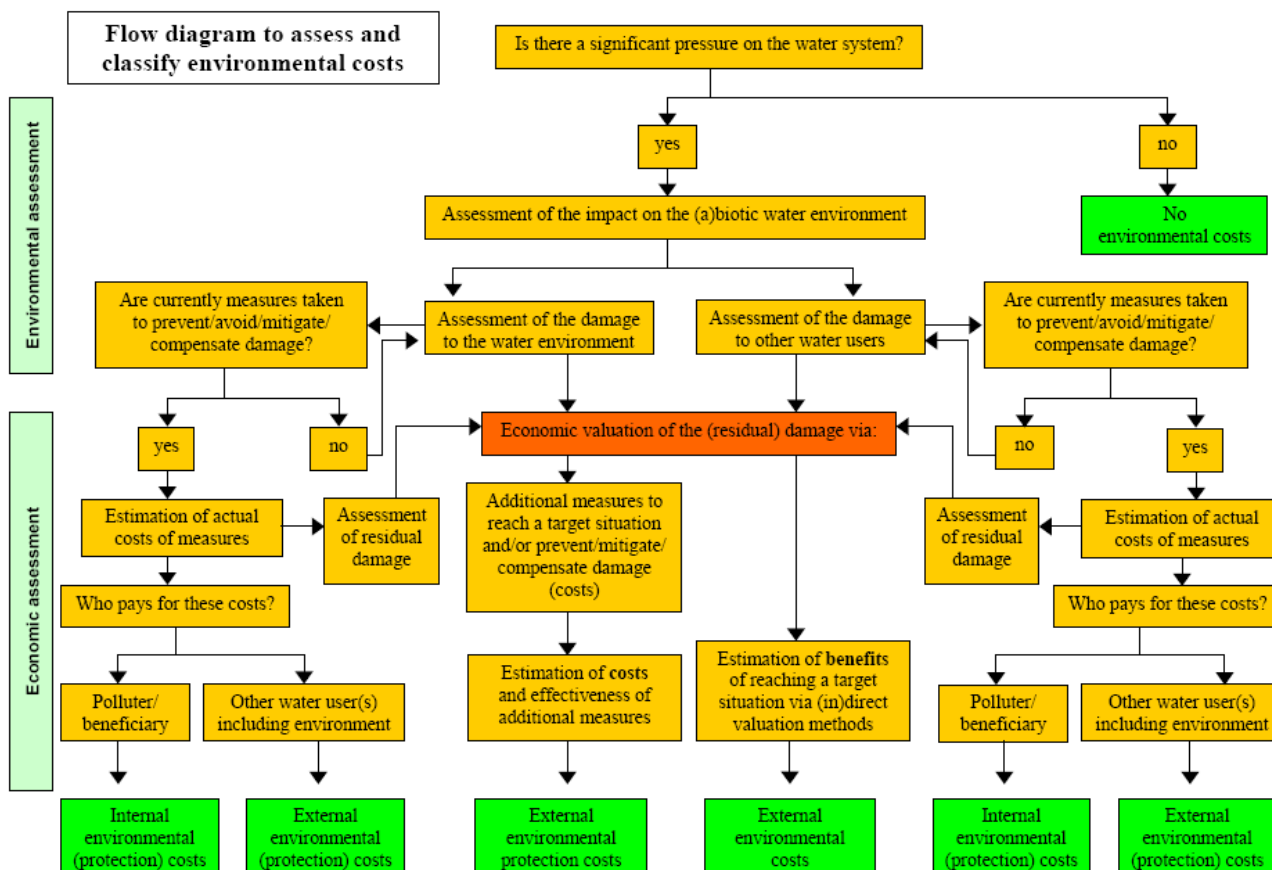 Flow diagram to assess and
classify environmental costs
Is there a significant pressure on the water system?
Environmental assessment
yes
no
Assessment of the impact on the (a)biotic water environment
No
environmental costs
Are currently measures taken
to prevent/avoid/mitigate/
compensate damage?
Assessment of the damage
to the water environment
Assessment of the damage
to other water users
Are currently measures taken
to prevent/avoid/mitigate/
compensate damage?
Economic assessment
yes
no
Economic valuation of the (residual) damage via:
no
yes
Estimation of actual
costs of measures
Assessment
of residual
damage
Additional measures to
reach a target situation
and/or prevent/mitigate/
compensate damage
(costs)
Assessment
of residual
damage
Estimation of actual
costs of measures
Who pays for these costs?
Who pays for these costs?
Polluter/
beneficiary
Other water user(s)
including environment
Estimation of costs
and effectiveness of
additional measures
Estimation of benefits
of reaching a target
situation via (in)direct
valuation methods
Polluter/
beneficiary
Other water user(s)
including environment
Internal
environmental
(protection) costs
External
environmental
(protection) costs
External
environmental
protection costs
External
environmental
costs
Internal
environmental
(protection) costs
External
environmental
(protection) costs